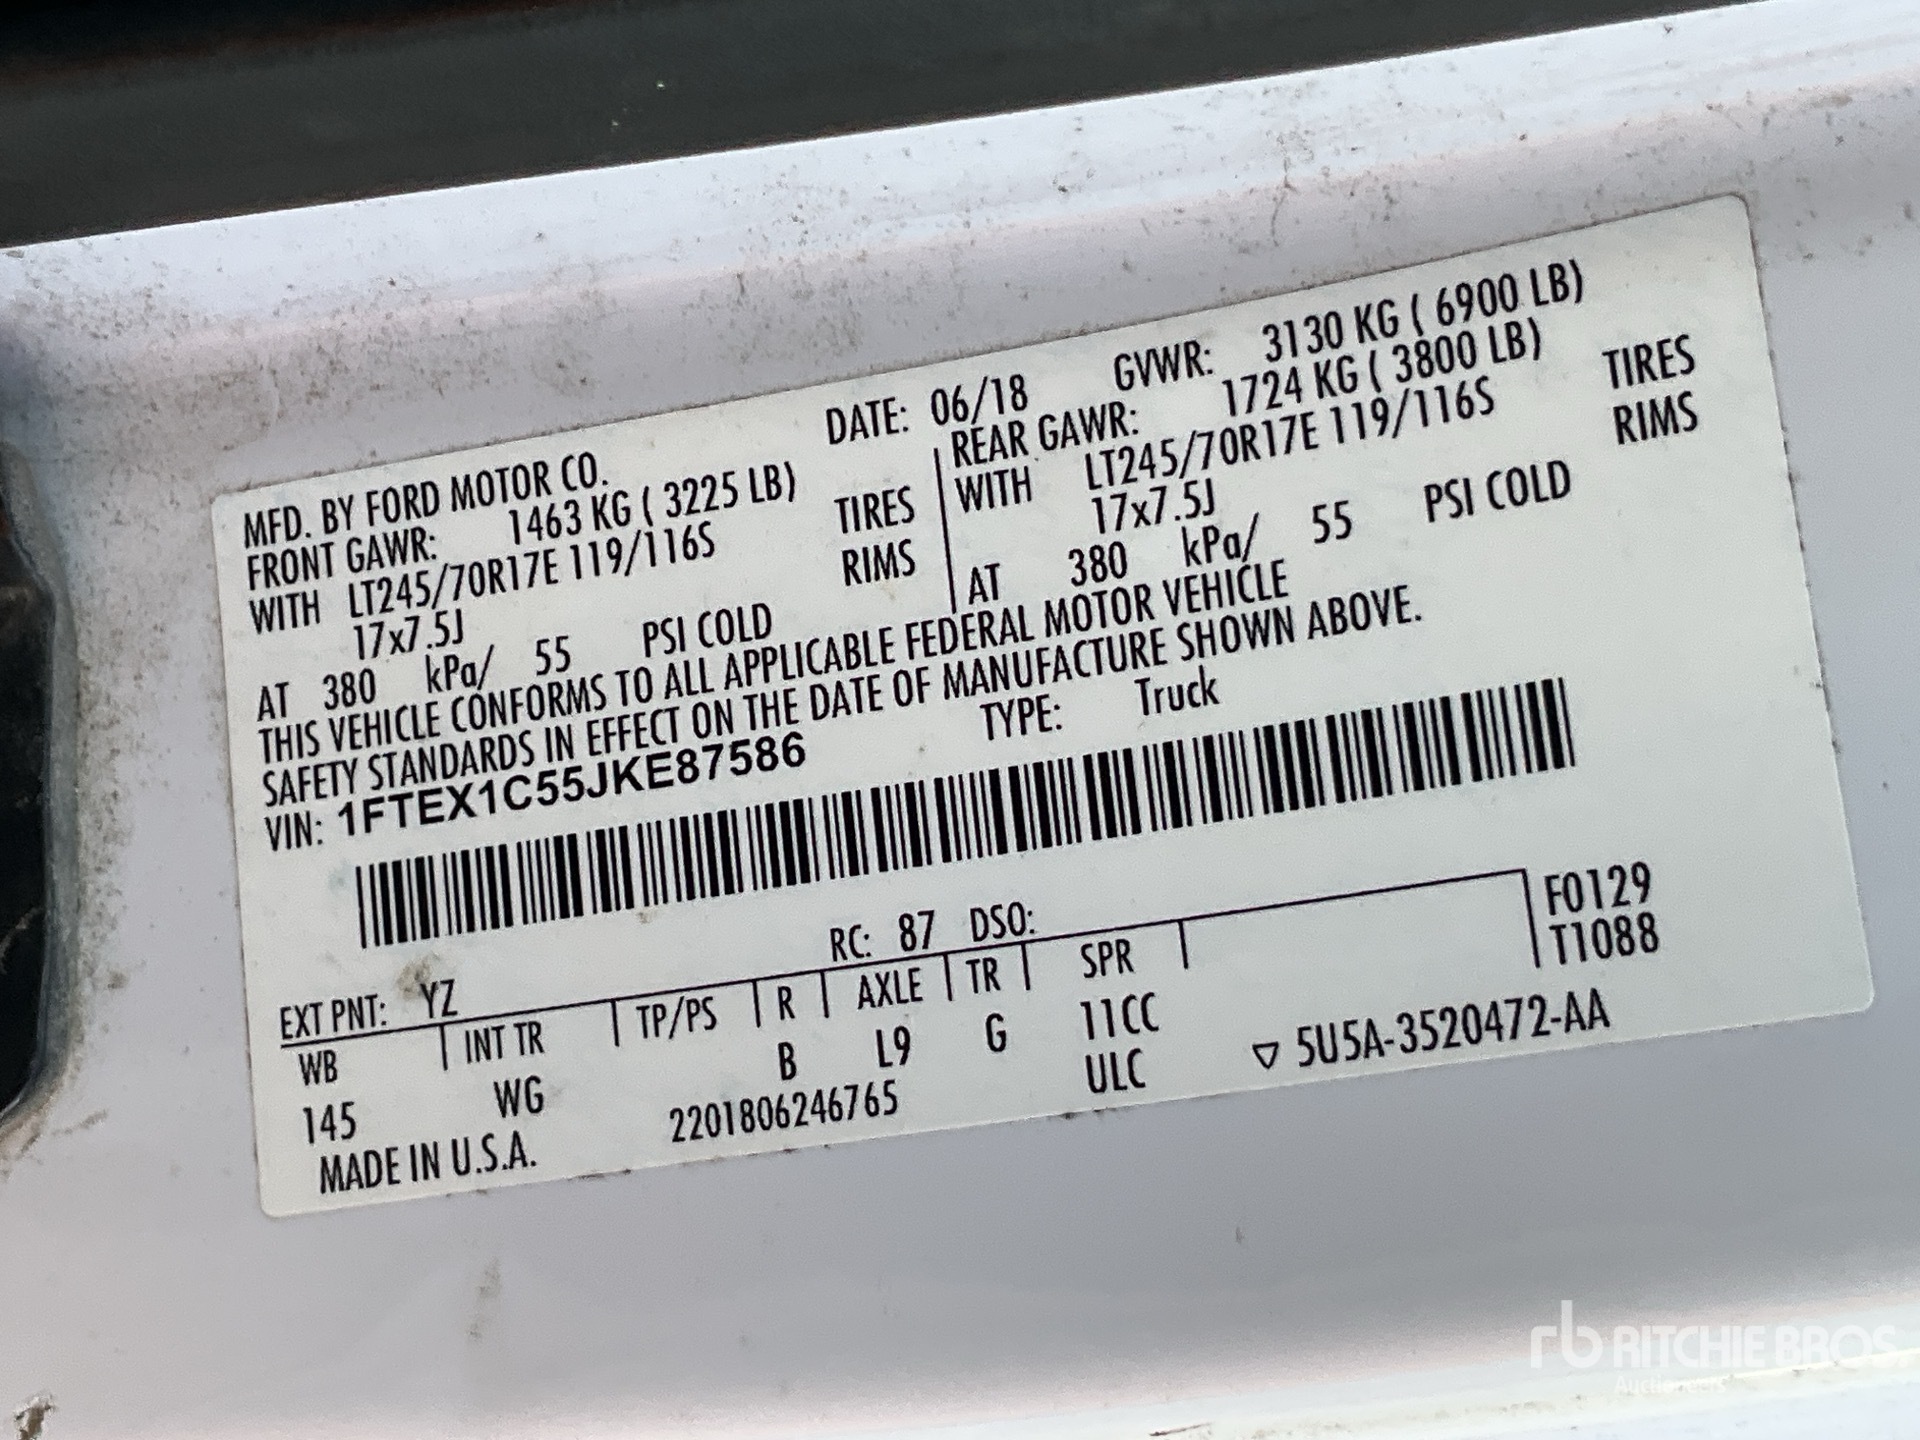 MFD. BY FORD MOTOR CO. DATE: 06/18 GVWR: 3130 KG ( 6900 LB)
FRONT GAWR: 1463 KG ( 3225 LB) REAR GAWR: 1724 KG ( 3800 LB)
WITH LT245/70R17E 119/116S TIRES WITH LT245/70R17E 119/116S TIRES
17x7.5J RIMS 17x7.5J RIMS
AT 380 kPa/ 55 PSI COLD AT 380 kPa/ 55 PSI COLD
THIS VEHICLE CONFORMS TO ALL APPLICABLE FEDERAL MOTOR VEHICLE
SAFETY STANDARDS IN EFFECT ON THE DATE OF MANUFACTURE SHOWN ABOVE.
VIN: 1FTEX1C55JKE87586 TYPE: Truck
F0129
T1088
EXT PNT: YZ RC: 87 DSO:
WB INT TR TP/PS R AXLE TR SPR
145 WG B L9 G 11CC
ULC
MADE IN U.S.A. 2201806246765 ▽ 5U5A-3520472-AA
rb RITCHIE BROS.
Auctioneers